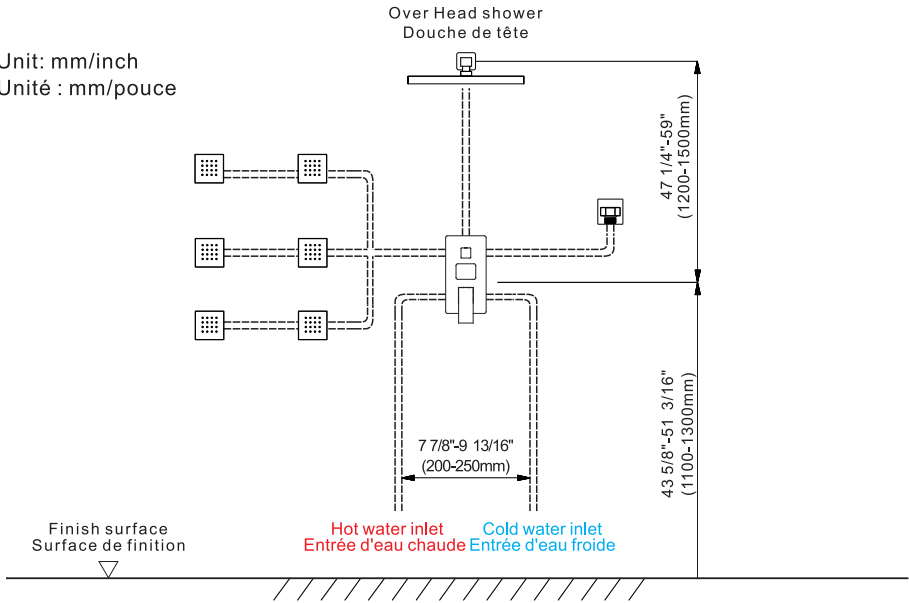 Over Head shower
Douche de tête
Unit: mm/inch
Unité : mm/pouce
47 1/4"-59"
(1200-1500mm)
43 5/8"-51 3/16"
(1100-1300mm)
7 7/8"-9 13/16"
(200-250mm)
Finish surface
Surface de finition
Hot water inlet
Entrée d'eau chaude
Cold water inlet
Entrée d'eau froide